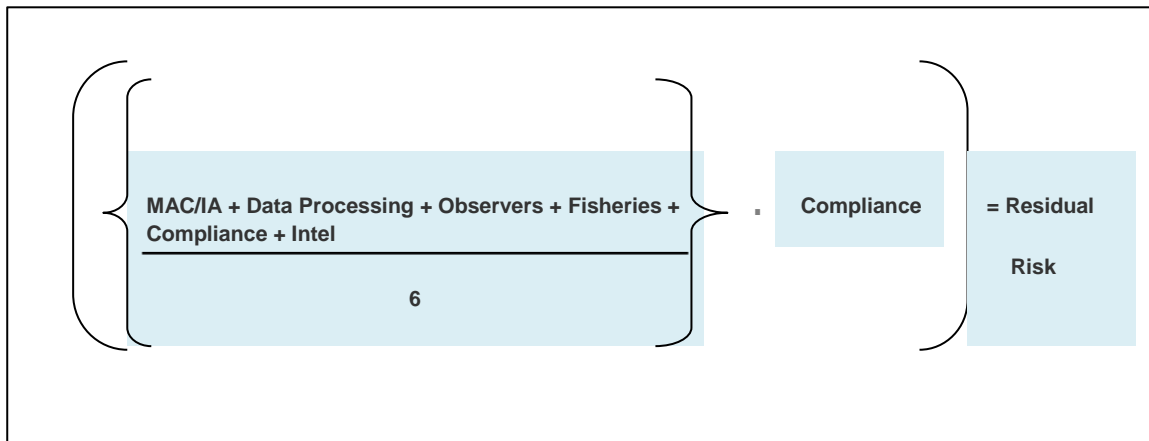 MAC/IA + Data Processing + Observers + Fisheries +
Compliance + Intel
6
. Compliance = Residual
Risk